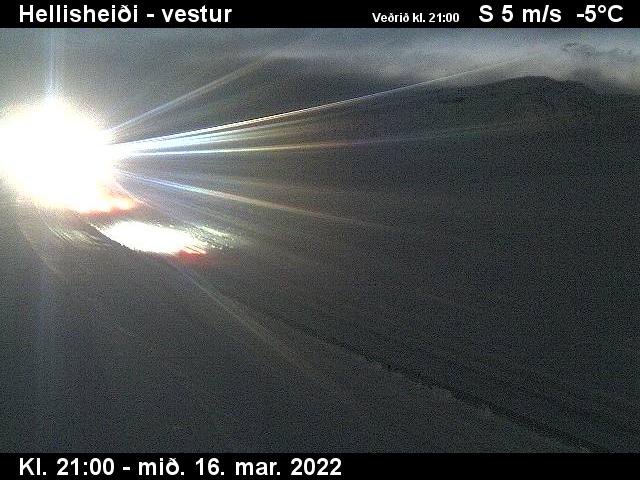 Hellisheiði - vestur Veðrið kl. 21:00 S 5 m/s -5°C
Kl. 21:00 - mið. 16. mar. 2022